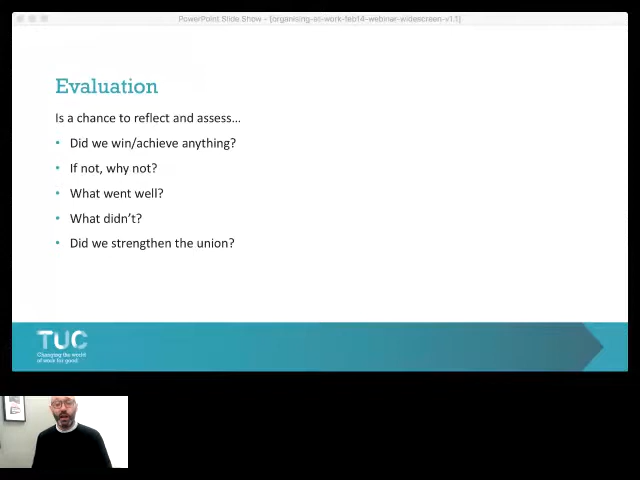 PowerPoint Slide Show - [organising-at-work-feb14-webinar-widescreen-v1.1]
Evaluation
Is a chance to reflect and assess...
• Did we win/achieve anything?
• If not, why not?
• What went well?
• What didn't?
• Did we strengthen the union?
TUC
Changing the world
of work for good